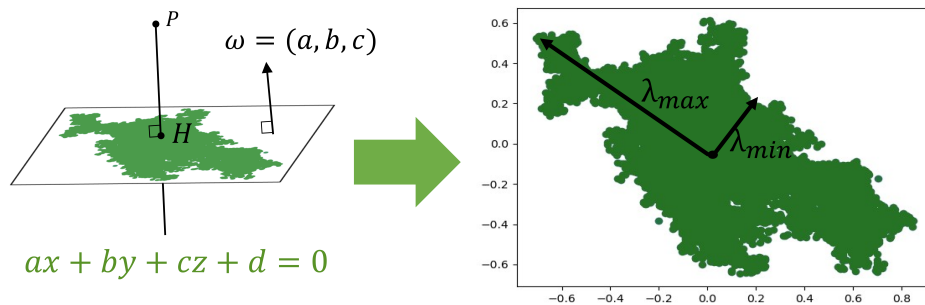 P
ω = (a, b, c)
H
ax + by + cz + d = 0
0.6
0.4
0.2
0.0
−0.2
−0.4
−0.6
λmax
λmin
−0.6 −0.4 −0.2 0.0 0.2 0.4 0.6 0.8